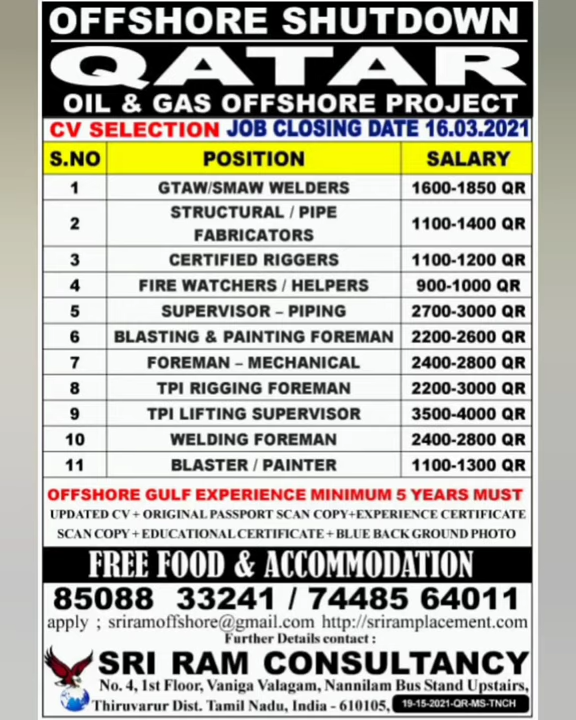 OFFSHORE SHUTDOWN
QATAR
OIL & GAS OFFSHORE PROJECT
CV SELECTION JOB CLOSING DATE 16.03.2021
S.NO POSITION SALARY
1 GTAW/SMAW WELDERS 1600-1850 QR
2 STRUCTURAL / PIPE FABRICATORS 1100-1400 QR
3 CERTIFIED RIGGERS 1100-1200 QR
4 FIRE WATCHERS / HELPERS 900-1000 QR
5 SUPERVISOR – PIPING 2700-3000 QR
6 BLASTING & PAINTING FOREMAN 2200-2600 QR
7 FOREMAN – MECHANICAL 2400-2800 QR
8 TPI RIGGING FOREMAN 2200-3000 QR
9 TPI LIFTING SUPERVISOR 3500-4000 QR
10 WELDING FOREMAN 2400-2800 QR
11 BLASTER / PAINTER 1100-1300 QR
OFFSHORE GULF EXPERIENCE MINIMUM 5 YEARS MUST
UPDATED CV + ORIGINAL PASSPORT SCAN COPY+EXPERIENCE CERTIFICATE
SCAN COPY + EDUCATIONAL CERTIFICATE + BLUE BACK GROUND PHOTO
FREE FOOD & ACCOMMODATION
85088 33241 / 74485 64011
apply ; sriramoffshore@gmail.com http://sriramplacement.com
Further Details contact :
SRI RAM CONSULTANCY
No. 4, 1st Floor, Vaniga Valagam, Nannilam Bus Stand Upstairs,
Thiruvarur Dist. Tamil Nadu, India - 610105, 19-15-2021-QR-MS-TNCH